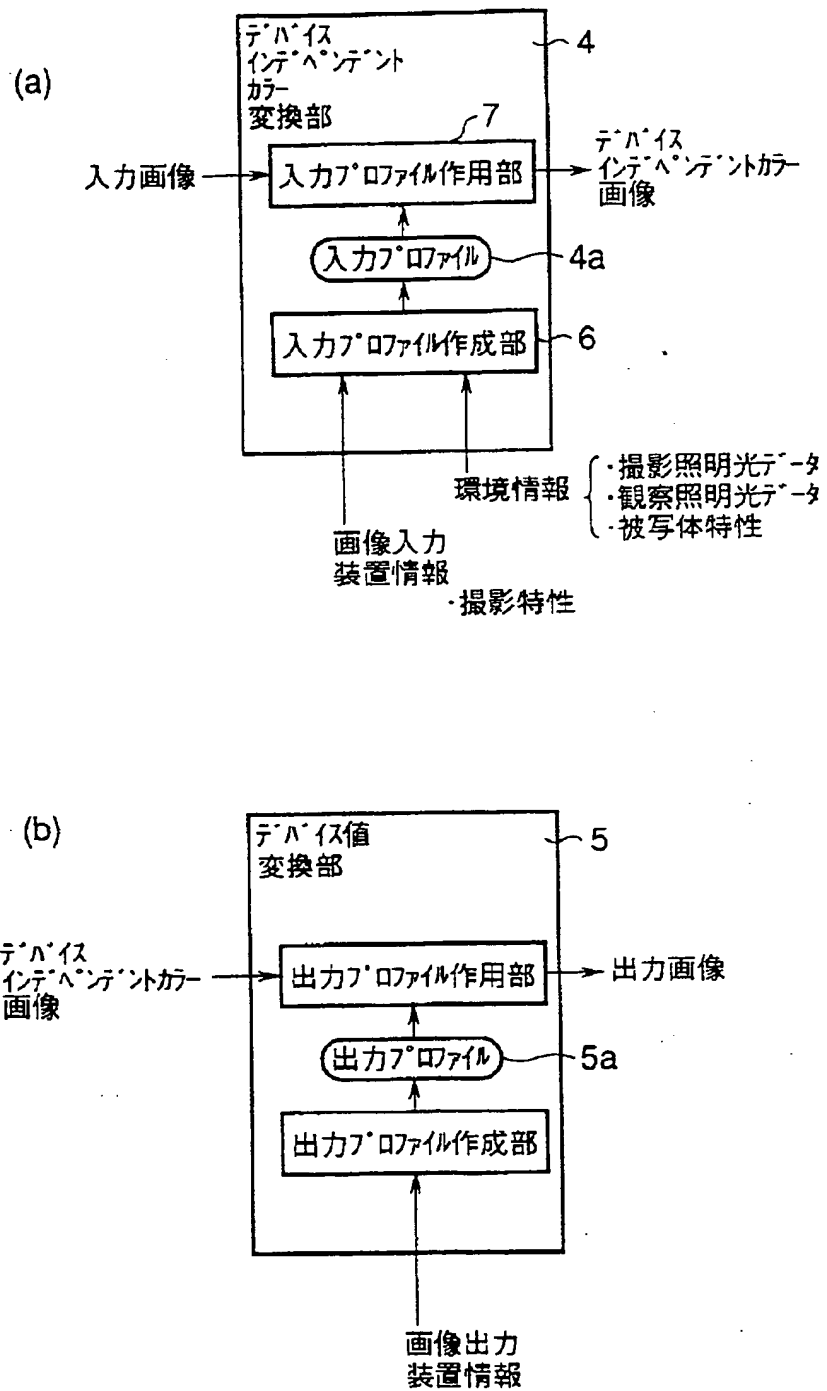 (a)
デバイス
インデペンデント
カラー
変換部
4
7
入力画像
入力プロファイル作用部
デバイス
インデペンデントカラー
画像
入力プロファイル
4a
入力プロファイル作成部
6
環境情報
・撮影照明光データ
・観察照明光データ
・被写体特性
画像入力
装置情報
・撮影特性
(b)
デバイス値
変換部
5
デバイス
インデペンデントカラー
画像
出力プロファイル作用部
出力画像
出力プロファイル
5a
出力プロファイル作成部
画像出力
装置情報